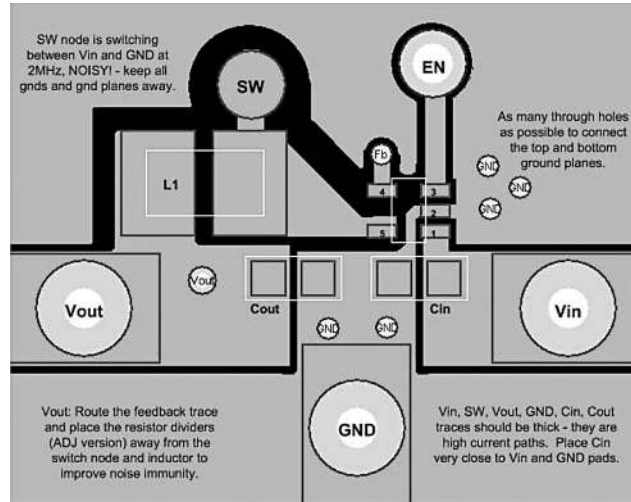 SW node is switching
between Vin and GND at
2MHz, NOISY! - keep all
gnds and gnd planes away.
SW
EN
As many through holes
as possible to connect
the top and bottom
ground planes.
Fb
L1
4
3
GND
GND
2
GND
5
1
Vout
Vout
Cout
Cin
Vin
GND
GND
Vout: Route the feedback trace
and place the resistor dividers
(ADJ version) away from the
switch node and inductor to
improve noise immunity.
GND
Vin, SW, Vout, GND, Cin, Cout
traces should be thick - they are
high current paths. Place Cin
very close to Vin and GND pads.